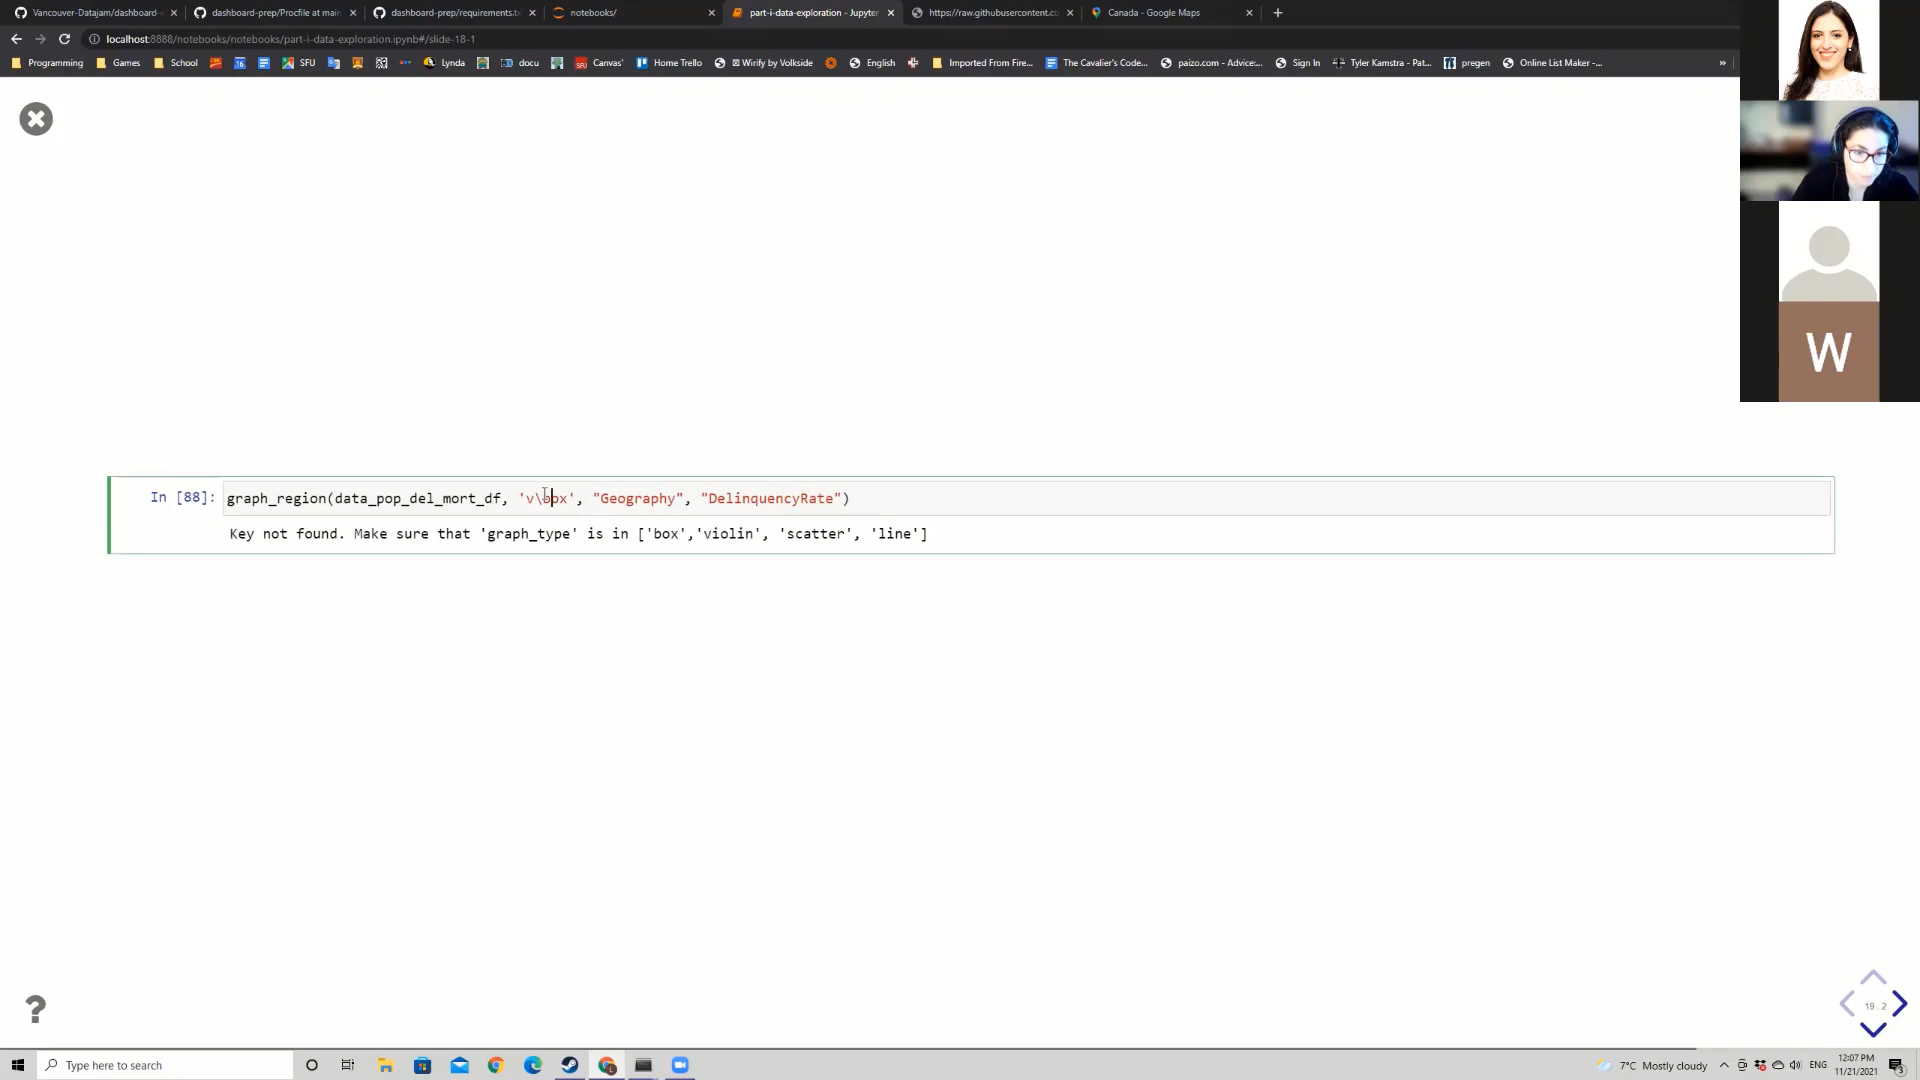 Vancouver-Datajam/dashboard-
dashboard-prep/Procfile at main
dashboard-prep/requirements.t
notebooks/
part-i-data-exploration - Jupyter
https://raw.githubusercontent.co
Canada - Google Maps
localhost:8888/notebooks/notebooks/part-i-data-exploration.ipynb#/slide-18-1
Programming
Games
School
SFU
Lynda
docu
Canvas'
Home Trello
Wirify by Volkside
English
Imported From Fire...
The Cavalier's Code...
paizo.com - Advice:...
Sign In
Tyler Kamstra - Pat...
pregen
Online List Maker -...
»
W
In [88]: graph_region(data_pop_del_mort_df, 'v\box', "Geography", "DelinquencyRate")
Key not found. Make sure that 'graph_type' is in ['box','violin', 'scatter', 'line']
?
19.2
Type here to search
7°C Mostly cloudy
ENG
12:07 PM
11/21/2021
3